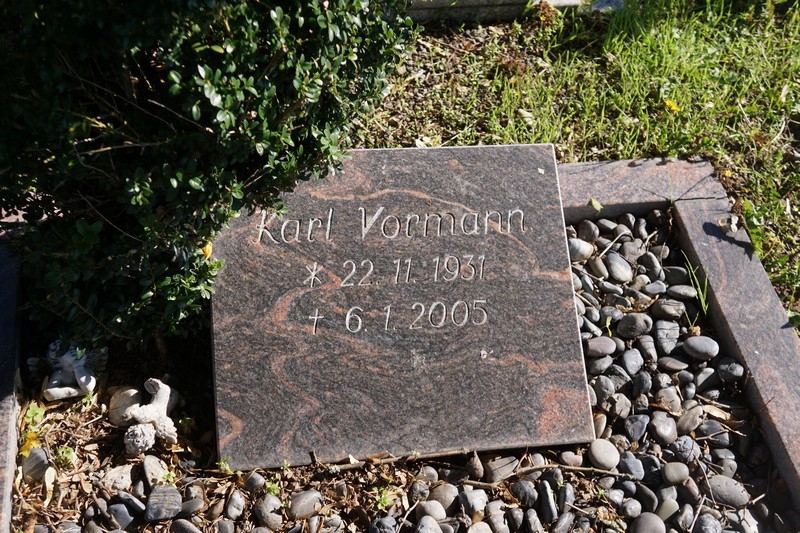 Karl Vormann
* 22. 11. 1931
† 6. 1. 2005